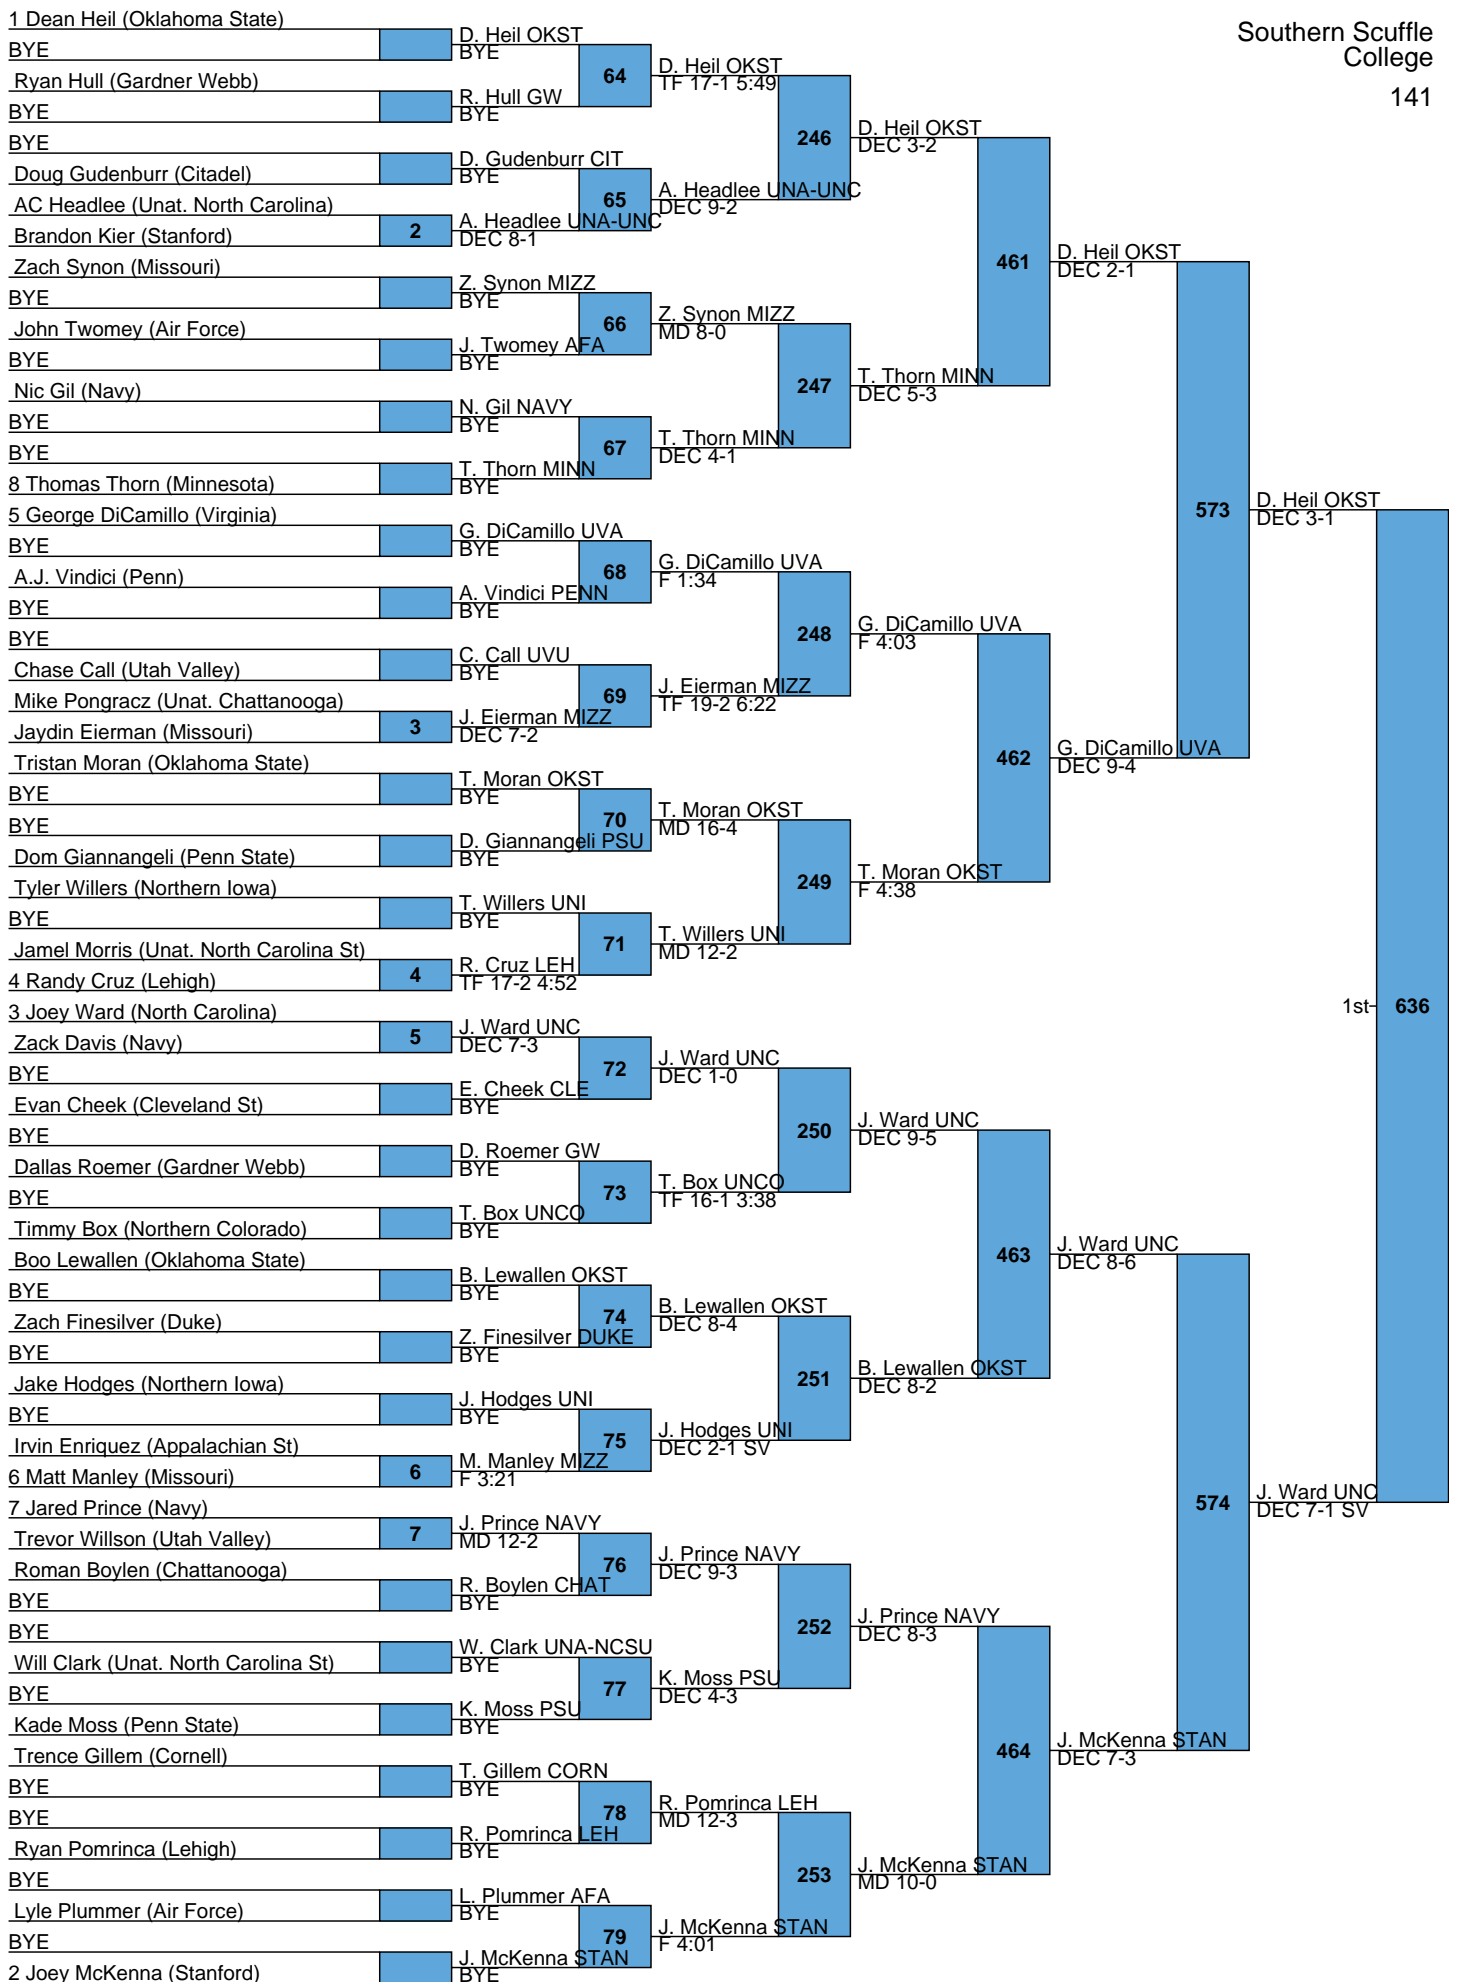 Southern Scuffle
College
141
1 Dean Heil (Oklahoma State)
BYE
Ryan Hull (Gardner Webb)
BYE
BYE
Doug Gudenburr (Citadel)
AC Headlee (Unat. North Carolina)
Brandon Kier (Stanford)
Zach Synon (Missouri)
BYE
John Twomey (Air Force)
BYE
Nic Gil (Navy)
BYE
BYE
8 Thomas Thorn (Minnesota)
5 George DiCamillo (Virginia)
BYE
A.J. Vindici (Penn)
BYE
BYE
Chase Call (Utah Valley)
Mike Pongracz (Unat. Chattanooga)
Jaydin Eierman (Missouri)
Tristan Moran (Oklahoma State)
BYE
BYE
Dom Giannangeli (Penn State)
Tyler Willers (Northern Iowa)
BYE
Jamel Morris (Unat. North Carolina St)
4 Randy Cruz (Lehigh)
3 Joey Ward (North Carolina)
Zack Davis (Navy)
BYE
Evan Cheek (Cleveland St)
BYE
Dallas Roemer (Gardner Webb)
BYE
Timmy Box (Northern Colorado)
Boo Lewallen (Oklahoma State)
BYE
Zach Finesilver (Duke)
BYE
Jake Hodges (Northern Iowa)
BYE
Irvin Enriquez (Appalachian St)
6 Matt Manley (Missouri)
7 Jared Prince (Navy)
Trevor Willson (Utah Valley)
Roman Boylen (Chattanooga)
BYE
BYE
Will Clark (Unat. North Carolina St)
BYE
Kade Moss (Penn State)
Trence Gillem (Cornell)
BYE
BYE
Ryan Pomrinca (Lehigh)
BYE
Lyle Plummer (Air Force)
BYE
2 Joey McKenna (Stanford)
2
3
4
5
6
7
D. Heil OKST
BYE
R. Hull GW
BYE
D. Gudenburr CIT
BYE
A. Headlee UNA-UNC
DEC 8-1
Z. Synon MIZZ
BYE
J. Twomey AFA
BYE
N. Gil NAVY
BYE
T. Thorn MINN
BYE
G. DiCamillo UVA
BYE
A. Vindici PENN
BYE
C. Call UVU
BYE
J. Eierman MIZZ
DEC 7-2
T. Moran OKST
BYE
D. Giannangeli PSU
BYE
T. Willers UNI
BYE
R. Cruz LEH
TF 17-2 4:52
J. Ward UNC
DEC 7-3
E. Cheek CLE
BYE
D. Roemer GW
BYE
T. Box UNCO
BYE
B. Lewallen OKST
BYE
Z. Finesilver DUKE
BYE
J. Hodges UNI
BYE
M. Manley MIZZ
F 3:21
J. Prince NAVY
MD 12-2
R. Boylen CHAT
BYE
W. Clark UNA-NCSU
BYE
K. Moss PSU
BYE
T. Gillem CORN
BYE
R. Pomrinca LEH
BYE
L. Plummer AFA
BYE
J. McKenna STAN
BYE
64
65
66
67
68
69
70
71
72
73
74
75
76
77
78
79
D. Heil OKST
TF 17-1 5:49
A. Headlee UNA-UNC
DEC 9-2
Z. Synon MIZZ
MD 8-0
T. Thorn MINN
DEC 4-1
G. DiCamillo UVA
F 1:34
J. Eierman MIZZ
TF 19-2 6:22
T. Moran OKST
MD 16-4
T. Willers UNI
MD 12-2
J. Ward UNC
DEC 1-0
T. Box UNCO
TF 16-1 3:38
B. Lewallen OKST
DEC 8-4
J. Hodges UNI
DEC 2-1 SV
J. Prince NAVY
DEC 9-3
K. Moss PSU
DEC 4-3
R. Pomrinca LEH
MD 12-3
J. McKenna STAN
F 4:01
246
247
248
249
250
251
252
253
D. Heil OKST
DEC 3-2
T. Thorn MINN
DEC 5-3
G. DiCamillo UVA
F 4:03
T. Moran OKST
F 4:38
J. Ward UNC
DEC 9-5
B. Lewallen OKST
DEC 8-2
J. Prince NAVY
DEC 8-3
J. McKenna STAN
MD 10-0
461
462
463
464
D. Heil OKST
DEC 2-1
G. DiCamillo UVA
DEC 9-4
J. Ward UNC
DEC 8-6
J. McKenna STAN
DEC 7-3
573
574
D. Heil OKST
DEC 3-1
J. Ward UNC
DEC 7-1 SV
1st
636